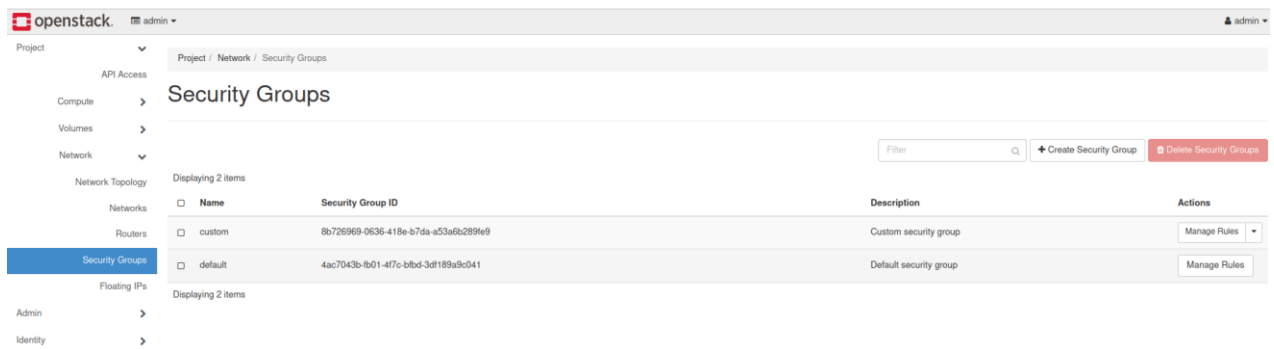 openstack. admin admin
Project
API Access
Compute
Volumes
Network
Network Topology
Networks
Routers
Security Groups
Floating IPs
Admin
Identity
Project / Network / Security Groups
Security Groups
Filter Create Security Group Delete Security Groups
Displaying 2 items
Name Security Group ID Description Actions
custom 8b726969-0636-418e-b7da-a53a6b289fe9 Custom security group Manage Rules
default 4ac7043b-fb01-4f7c-bfbd-3df189a9c041 Default security group Manage Rules
Displaying 2 items